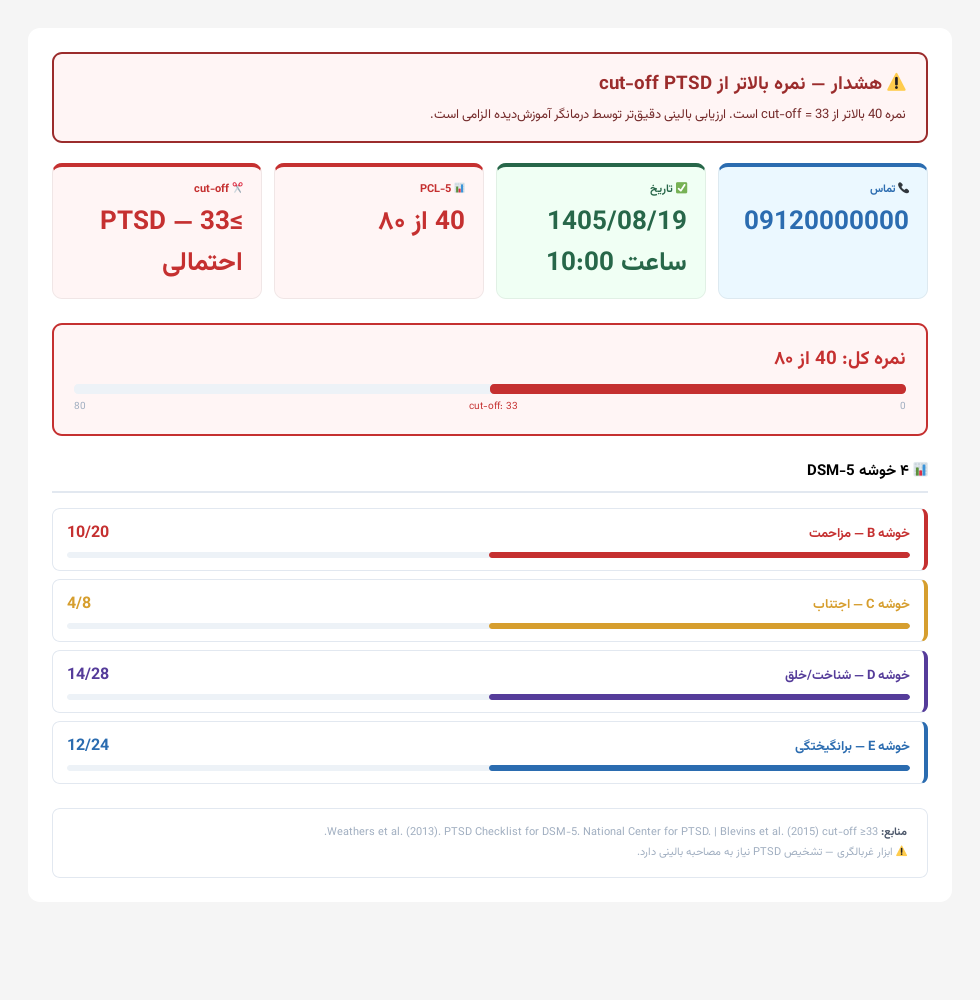 ⚠️ هشدار — نمره بالاتر از cut-off PTSD
نمره 40 بالاتر از cut-off = 33 است. ارزیابی بالینی دقیق‌تر توسط درمانگر آموزش‌دیده الزامی است.
📞 تماس
09120000000
✅ تاریخ
1405/08/19
ساعت 10:00
📊 PCL-5
40 از ۸۰
✂️ cut-off
≥33 — PTSD
احتمالی
نمره کل: 40 از ۸۰
0
cut-off: 33
80
📊 ۴ خوشه DSM-5
خوشه B — مزاحمت
10/20
خوشه C — اجتناب
4/8
خوشه D — شناخت/خلق
14/28
خوشه E — برانگیختگی
12/24
منابع: Weathers et al. (2013). PTSD Checklist for DSM-5. National Center for PTSD. | Blevins et al. (2015) cut-off ≥33.
⚠️ ابزار غربالگری — تشخیص PTSD نیاز به مصاحبه بالینی دارد.